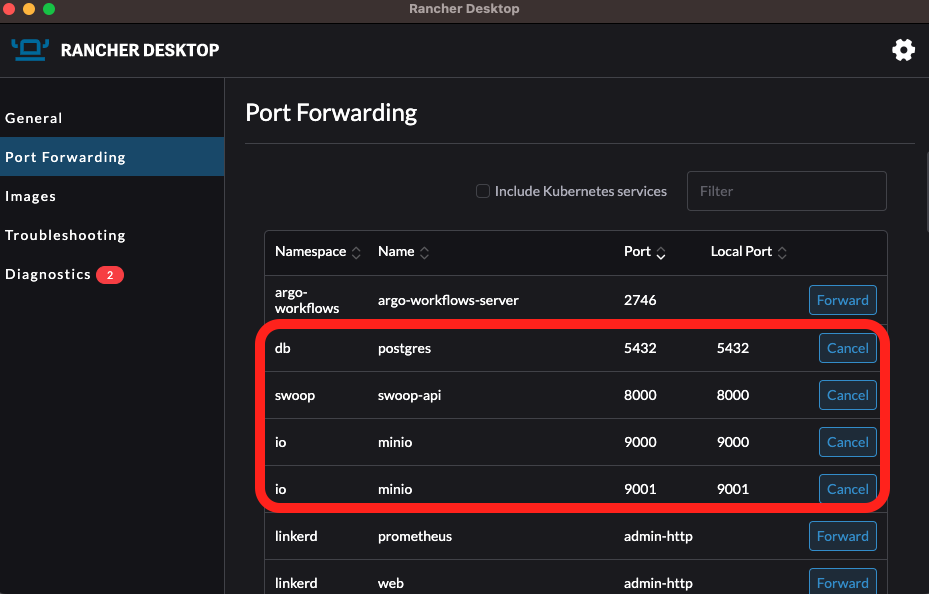 Rancher Desktop
RANCHER DESKTOP
General
Port Forwarding
Images
Troubleshooting
Diagnostics 2
Port Forwarding
Include Kubernetes services Filter
Namespace Name Port Local Port
argo-
workflows argo-workflows-server 2746 Forward
db postgres 5432 5432 Cancel
swoop swoop-api 8000 8000 Cancel
io minio 9000 9000 Cancel
io minio 9001 9001 Cancel
linkerd prometheus admin-http Forward
linkerd web admin-http Forward